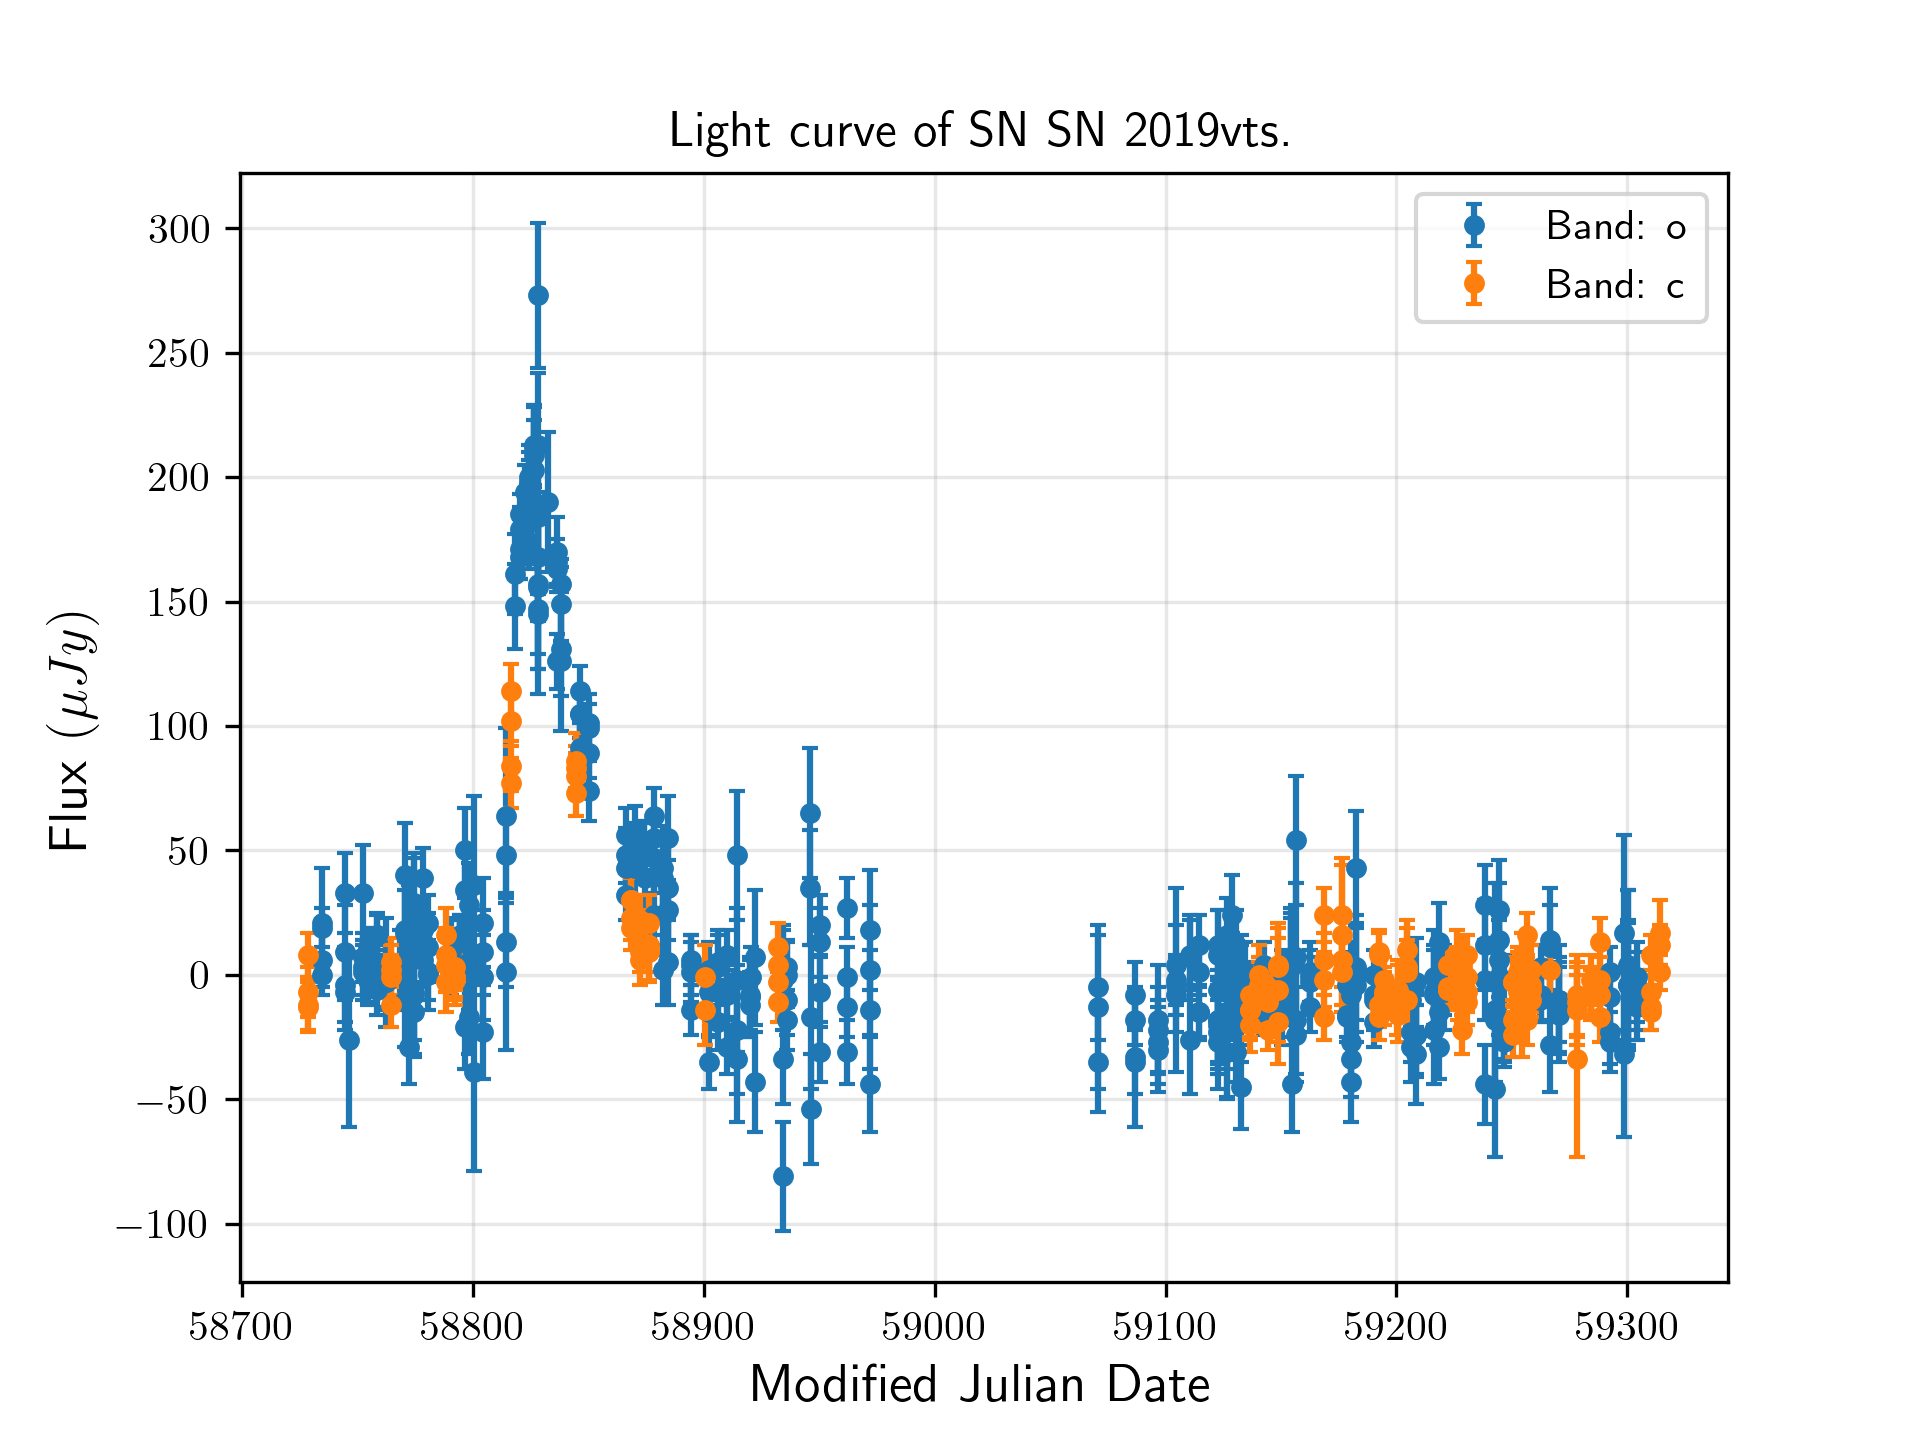 Light curve of SN SN 2019vts.
Band: o
Band: c
Flux (μJy)
300
250
200
150
100
50
0
−50
−100
58700 58800 58900 59000 59100 59200 59300
Modified Julian Date